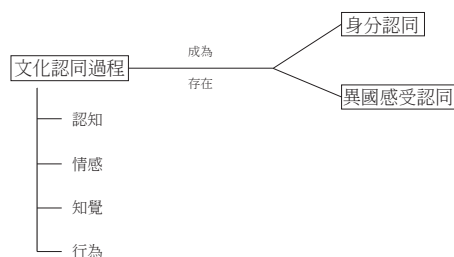 身分認同
成為
文化認同過程
存在
異國感受認同
認知
情感
知覺
行為